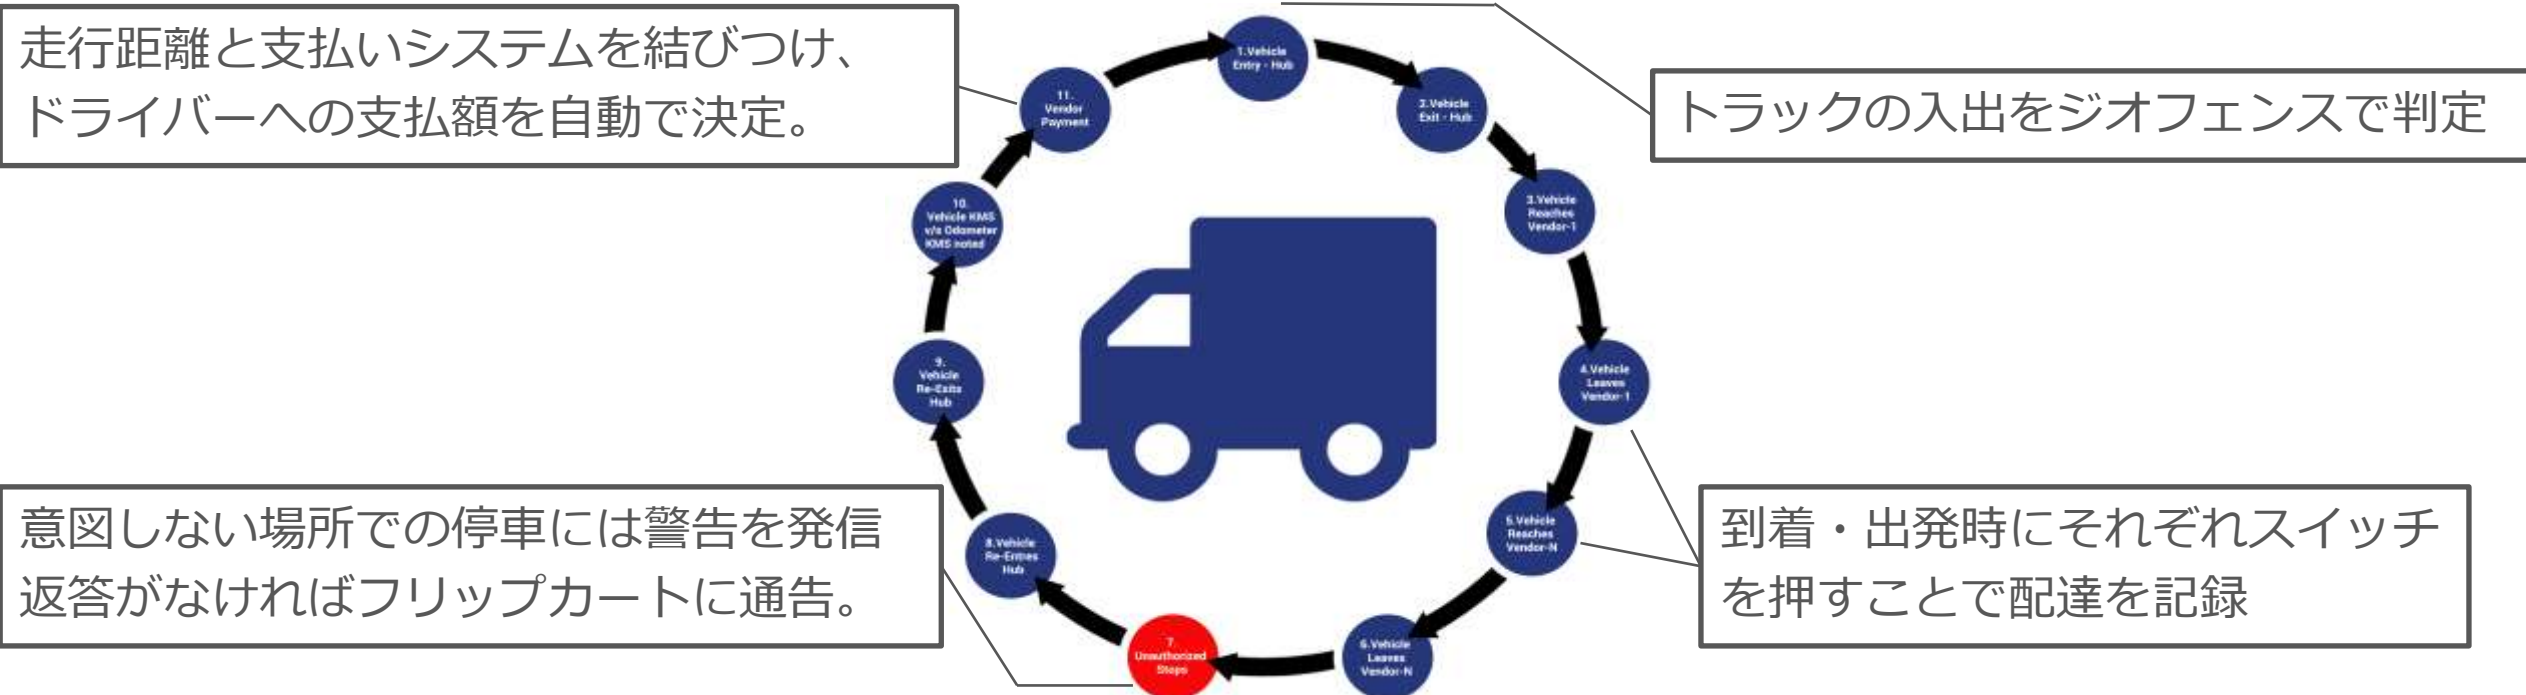 走行距離と支払いシステムを結びつけ、
ドライバーへの支払額を自動で決定。
トラックの入出をジオフェンスで判定
意図しない場所での停車には警告を発信
返答がなければフリップカートに通告。
到着・出発時にそれぞれスイッチ
を押すことで配達を記録
1.Vehicle
Entry - Hub
2.Vehicle
Exit - Hub
3.Vehicle
Reaches
Vendor-1
4.Vehicle
Leaves
Vendor-1
5.Vehicle
Reaches
Vendor-N
6.Vehicle
Leaves
Vendor-N
7.
Unauthorized
Stops
8.Vehicle
Re-Entres
Hub
9.
Vehicle
Re-Exits
Hub
10.
Vehicle KMS
v/s Odometer
KMS noted
11.
Vendor
Payment